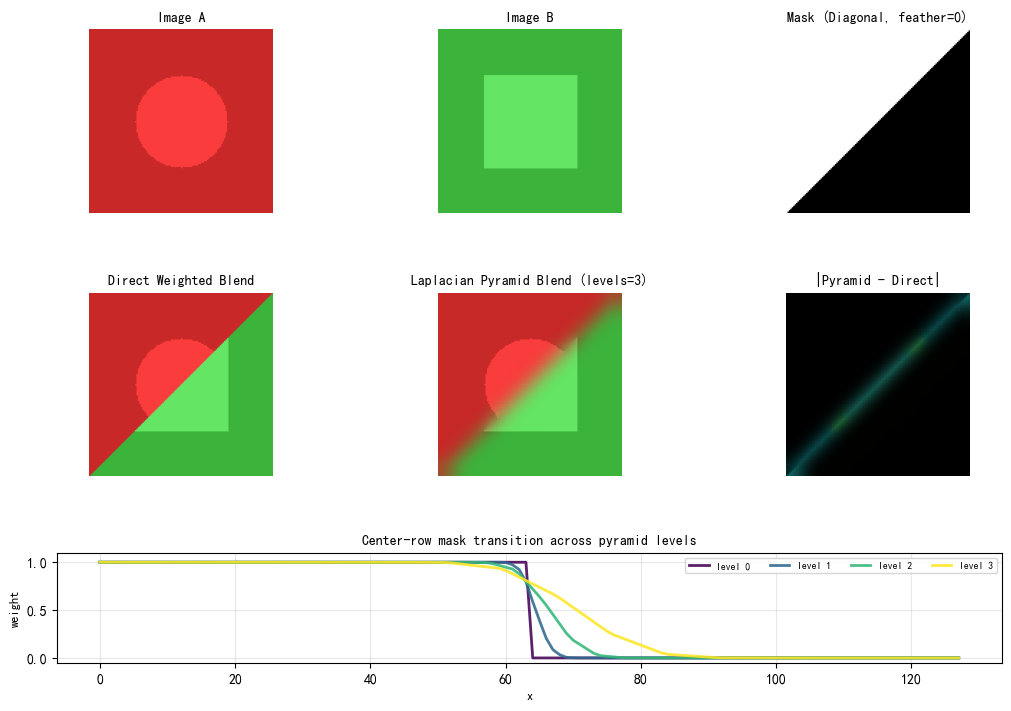 Image A
Image B
Mask (Diagonal, feather=0)
Direct Weighted Blend
Laplacian Pyramid Blend (levels=3)
|Pyramid - Direct|
Center-row mask transition across pyramid levels
level 0
level 1
level 2
level 3
weight
1.0
0.5
0.0
0
20
40
60
80
100
120
x